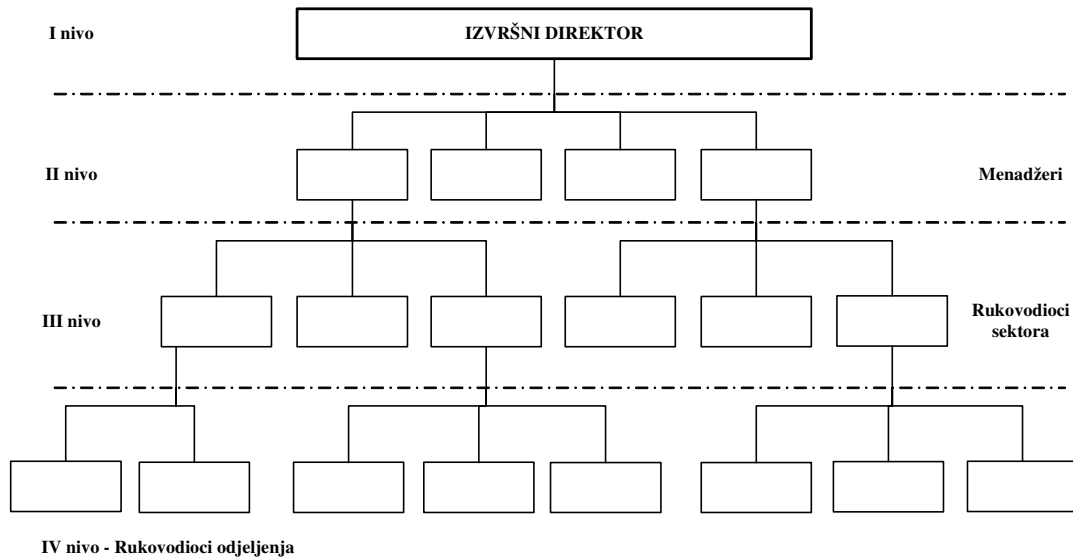 I nivo
IZVRŠNI DIREKTOR
II nivo
Menadžeri
III nivo
Rukovodioci
sektora
IV nivo - Rukovodioci odjeljenja